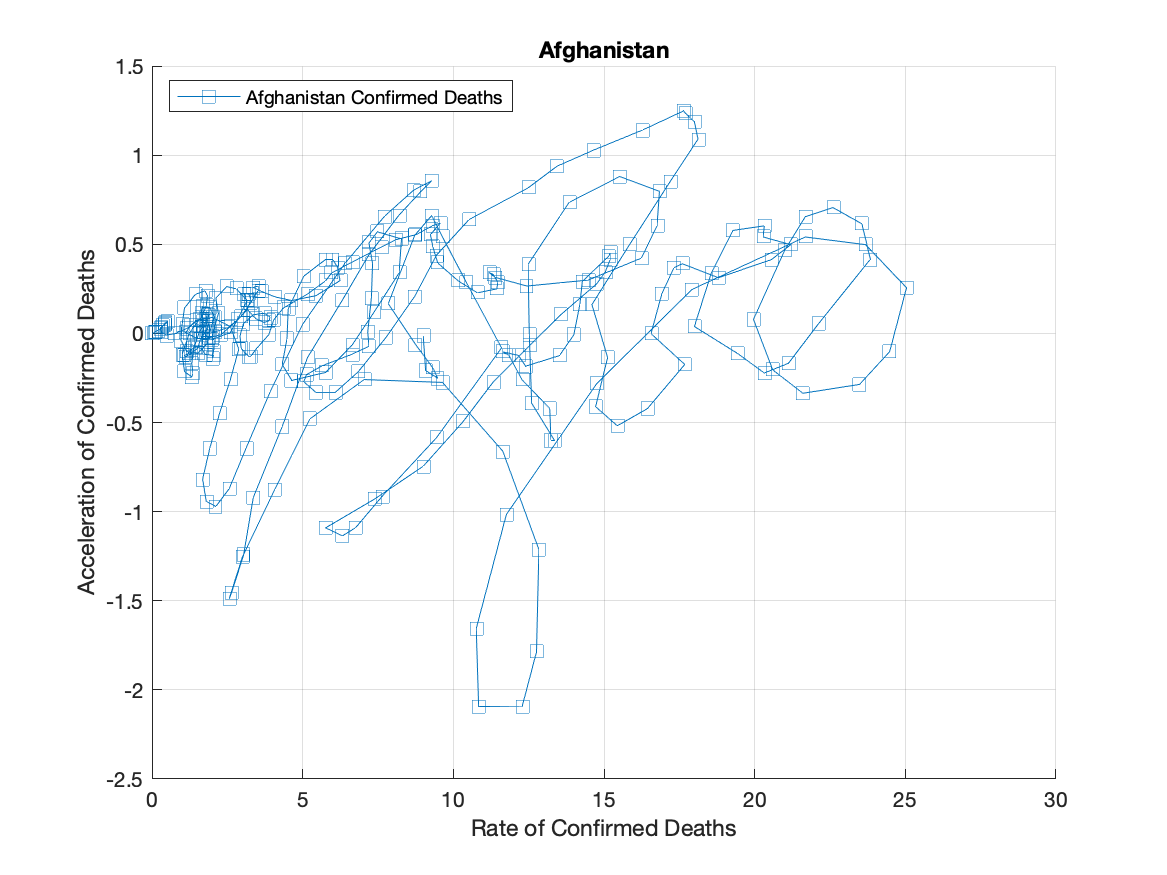 Afghanistan
Afghanistan Confirmed Deaths
Acceleration of Confirmed Deaths
1.5
1
0.5
0
-0.5
-1
-1.5
-2
-2.5
0 5 10 15 20 25 30
Rate of Confirmed Deaths